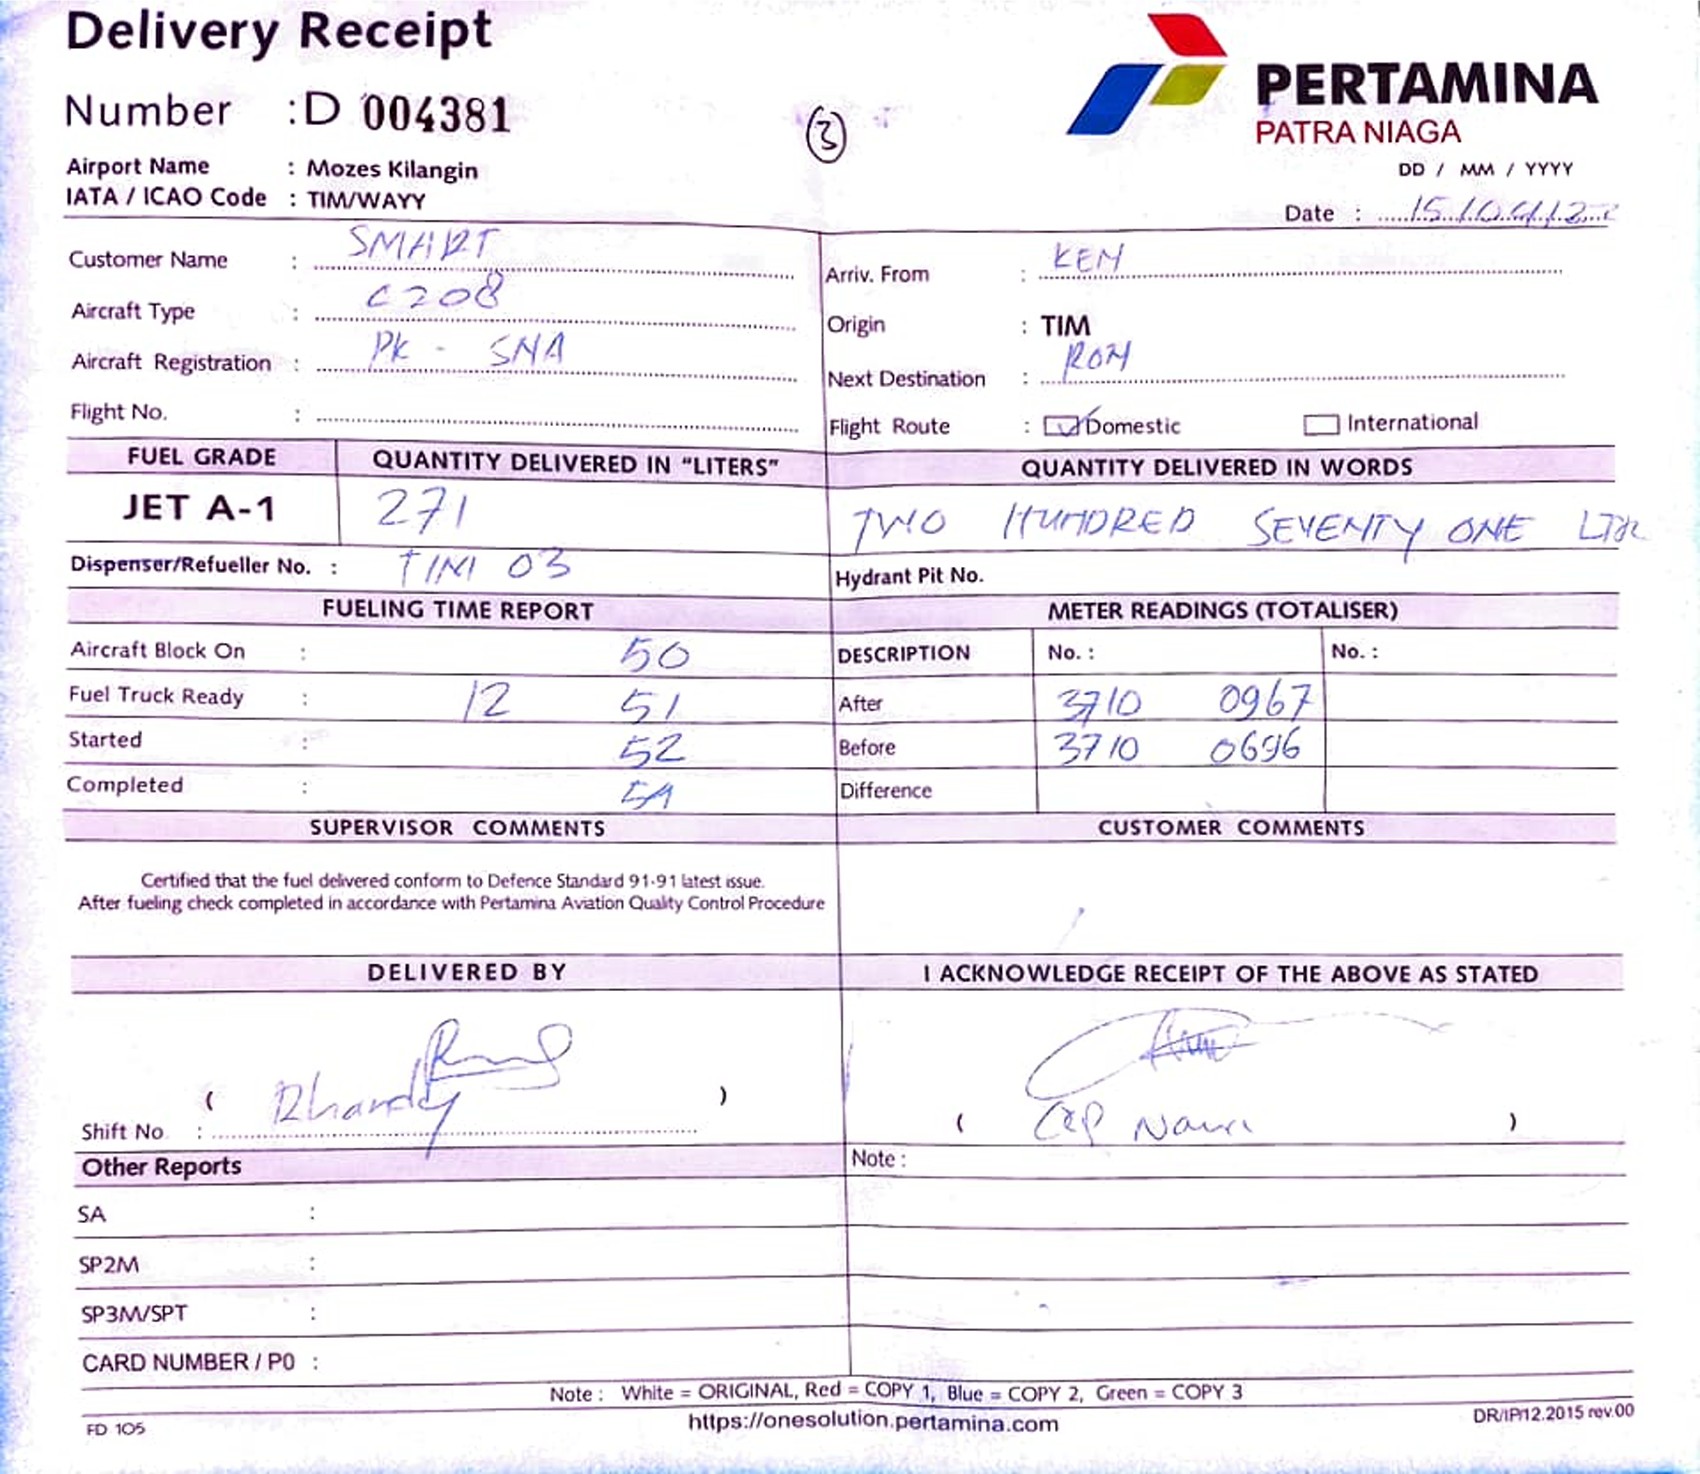 Delivery Receipt
PERTAMINA
PATRA NIAGA
Number : D 004381
3
Airport Name : Mozes Kilangin
IATA / ICAO Code : TIM/WAYY
DD / MM / YYYY
Date :
Customer Name : SMART
Aircraft Type : C208
Aircraft Registration : PK - SNA
Flight No. :
Arriv. From :
Origin : TIM
Next Destination :
Flight Route : Domestic International
FUEL GRADE QUANTITY DELIVERED IN "LITERS" QUANTITY DELIVERED IN WORDS
JET A-1 271 TWO HUNDRED SEVENTY ONE
Dispenser/Refueller No. : TIM 03 Hydrant Pit No.
FUELING TIME REPORT METER READINGS (TOTALISER)
Aircraft Block On : 50 DESCRIPTION No. : No. :
Fuel Truck Ready : 12 51 After 3710 0967
Started : 52 Before 3710 0696
Completed : Difference
SUPERVISOR COMMENTS CUSTOMER COMMENTS
Certified that the fuel delivered conform to Defence Standard 91-91 latest issue.
After fueling check completed in accordance with Pertamina Aviation Quality Control Procedure
DELIVERED BY I ACKNOWLEDGE RECEIPT OF THE ABOVE AS STATED
( )
Shift No. :
( )
Other Reports Note :
SA :
SP2M :
SP3M/SPT :
CARD NUMBER / PO :
Note : White = ORIGINAL, Red = COPY 1, Blue = COPY 2, Green = COPY 3
FD 105 https://onesolution.pertamina.com DR/IP/12.2015 rev.00